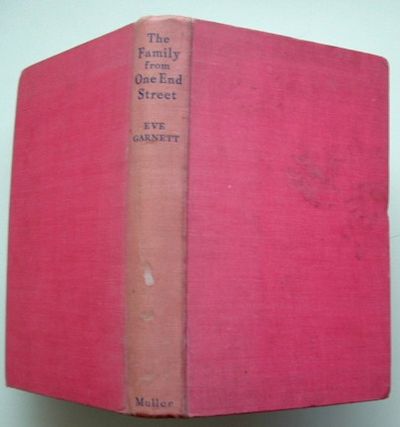 The
Family
from
One End
Street
EVE
GARNETT
Muller